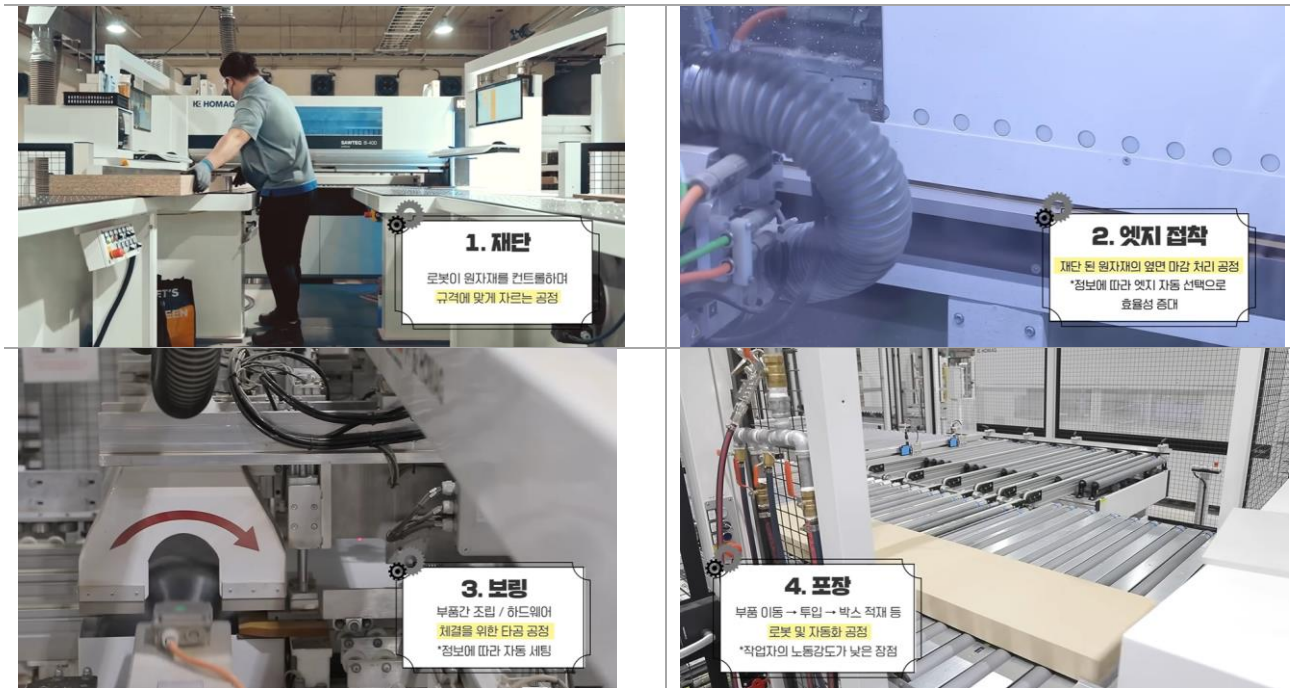 HOMAG
SAWTEQ B-400
1. 재단
로봇이 원자재를 컨트롤하며
규격에 맞게 자르는 공정
2. 엣지 접착
재단 된 원자재의 옆면 마감 처리 공정
*정보에 따라 엣지 자동 선택으로
효율성 증대
3. 보링
부품간 조립 / 하드웨어
체결을 위한 타공 공정
*정보에 따라 자동 세팅
HOMAG
4. 포장
부품 이동 → 투입 → 박스 적재 등
로봇 및 자동화 공정
*작업자의 노동강도가 낮은 장점